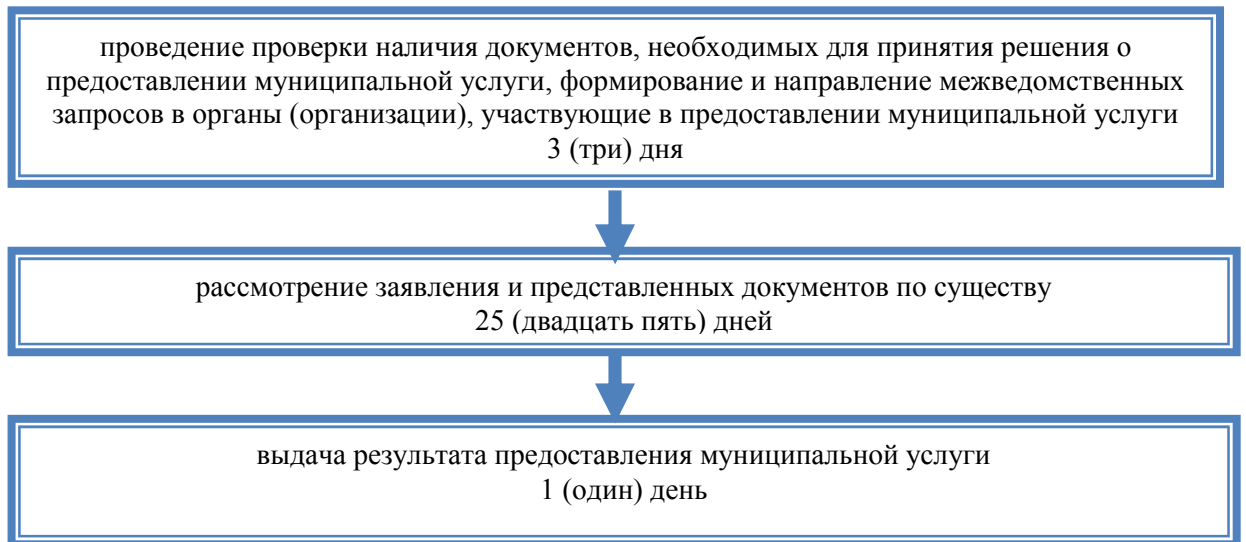 проведение проверки наличия документов, необходимых для принятия решения о
предоставлении муниципальной услуги, формирование и направление межведомственных
запросов в органы (организации), участвующие в предоставлении муниципальной услуги
3 (три) дня
рассмотрение заявления и представленных документов по существу
25 (двадцать пять) дней
выдача результата предоставления муниципальной услуги
1 (один) день